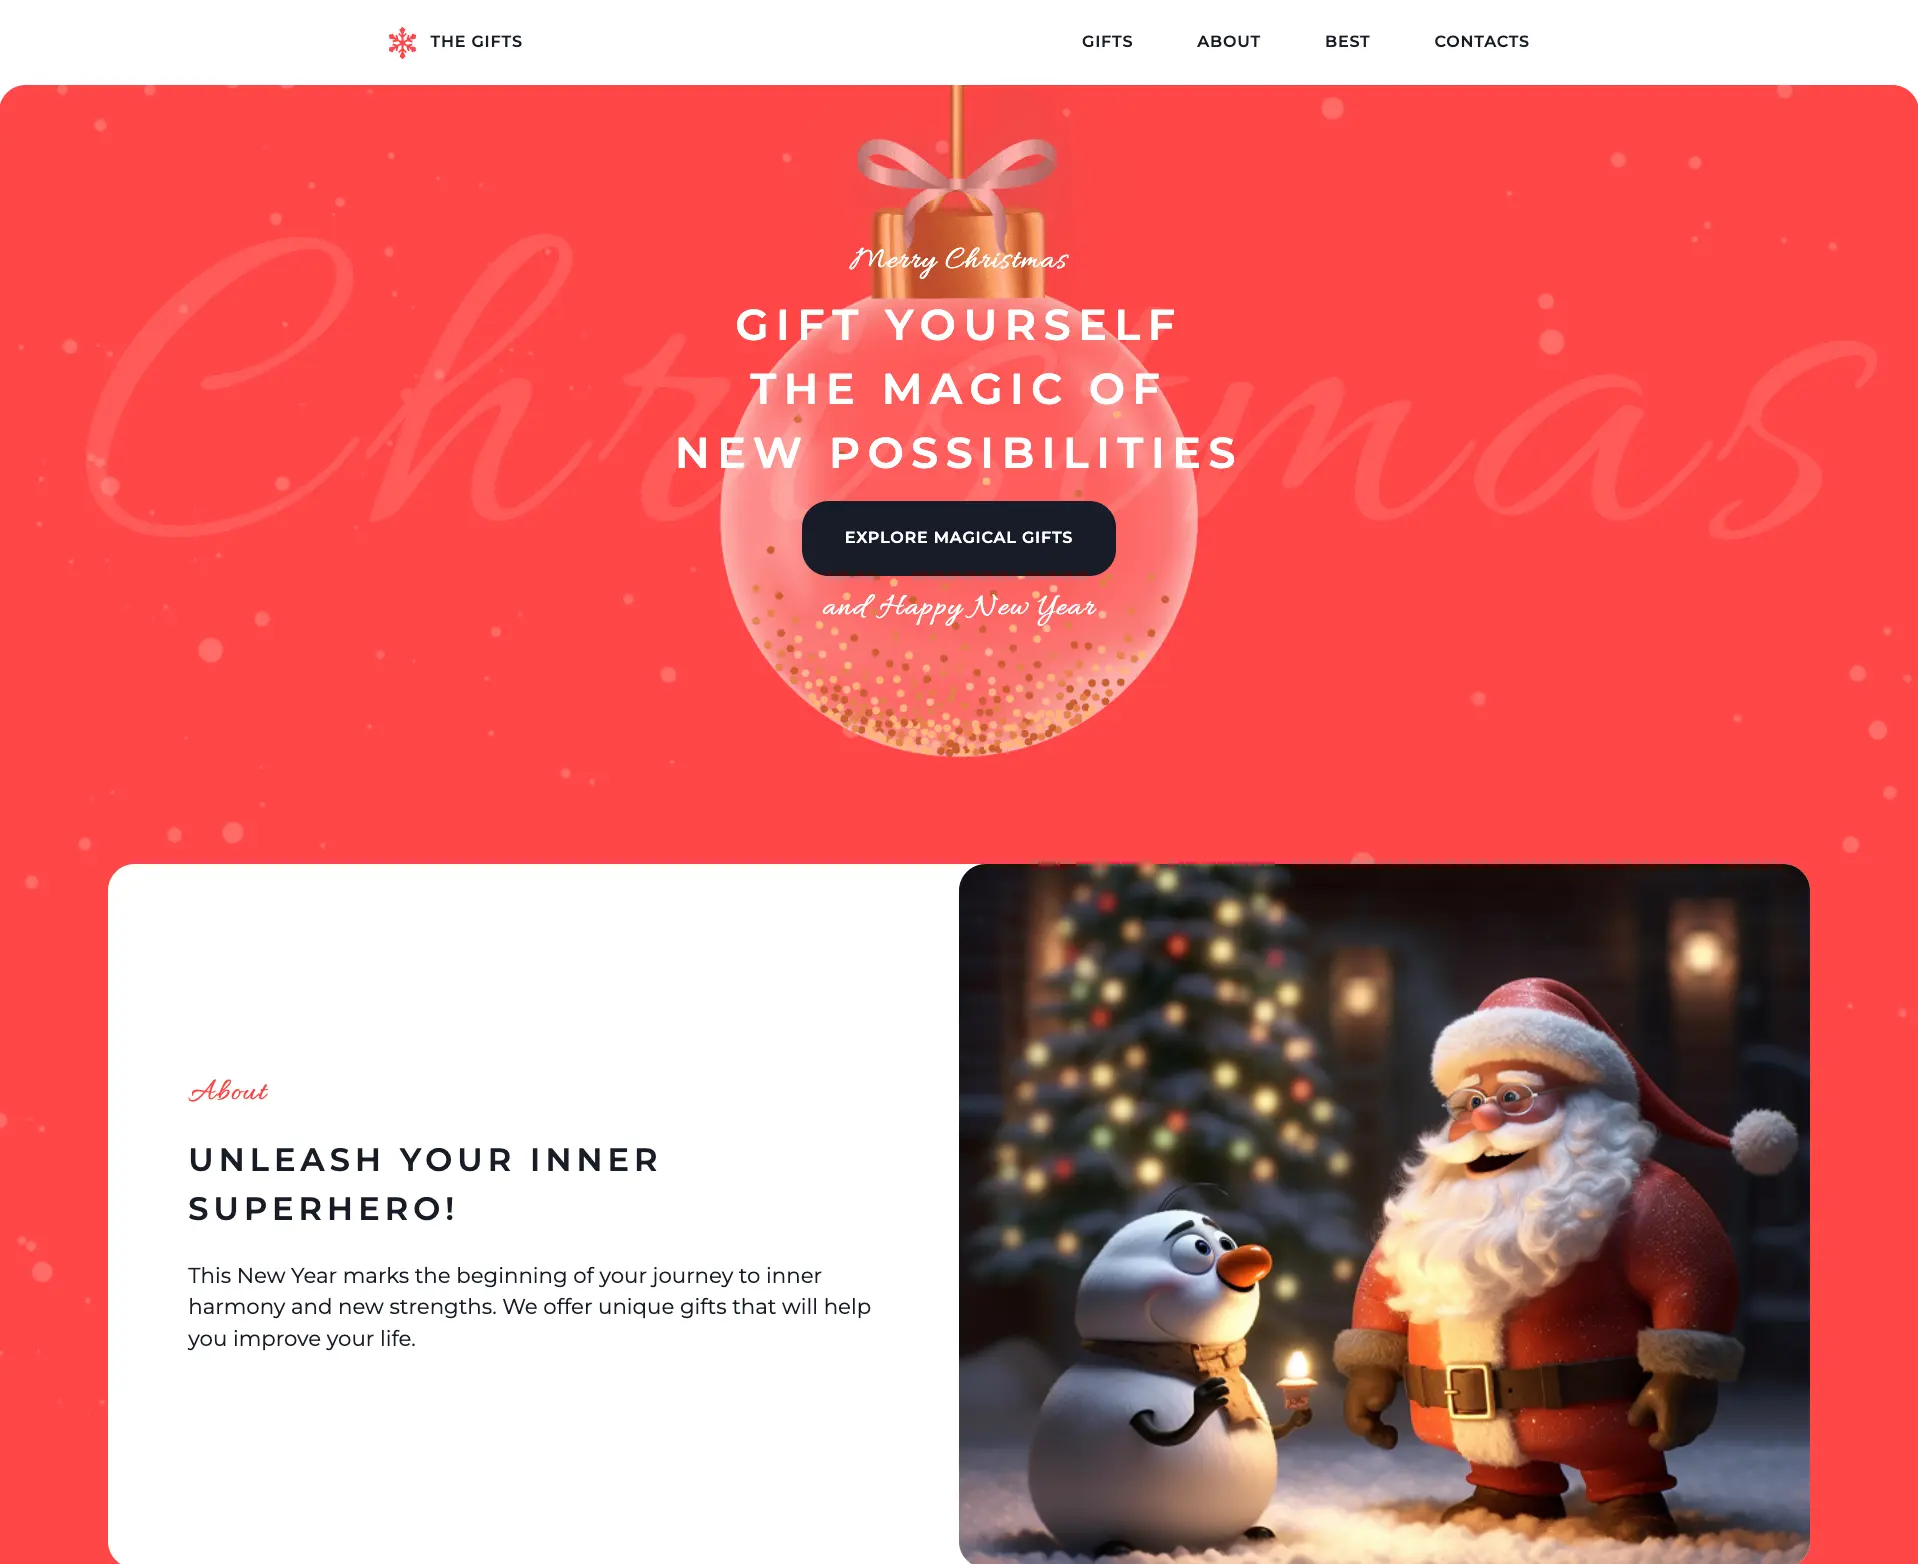 THE GIFTS
GIFTS
ABOUT
BEST
CONTACTS
Christmas
Merry Christmas
GIFT YOURSELF
THE MAGIC OF
NEW POSSIBILITIES
EXPLORE MAGICAL GIFTS
and Happy New Year
About
UNLEASH YOUR INNER
SUPERHERO!
This New Year marks the beginning of your journey to inner
harmony and new strengths. We offer unique gifts that will help
you improve your life.